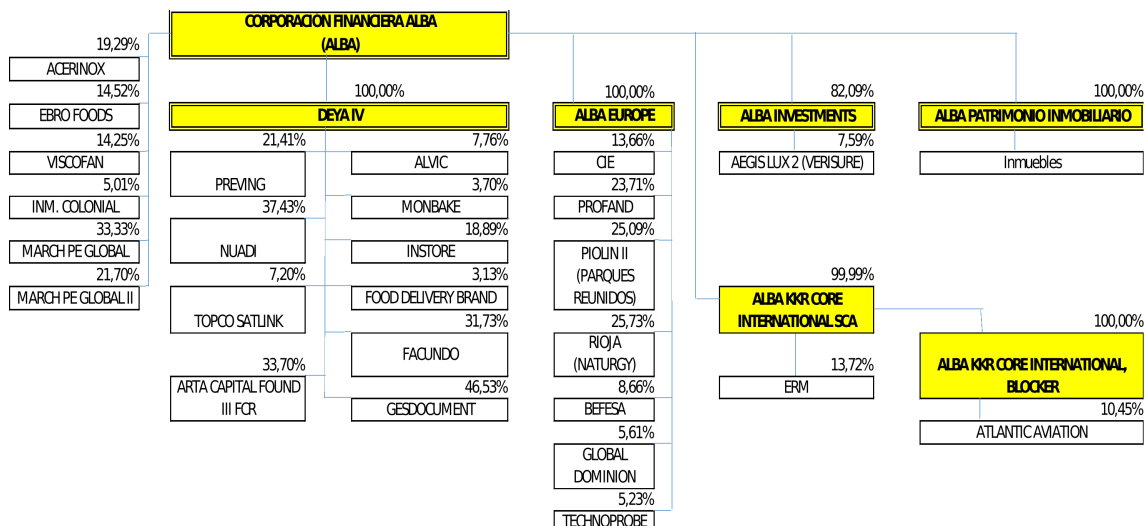 CORPORACIÓN FINANCIERA ALBA
(ALBA)
19,29%
ACERINOX
14,52%
EBRO FOODS
14,25%
VISCOFAN
5,01%
INM. COLONIAL
33,33%
MARCH PE GLOBAL
21,70%
MARCH PE GLOBAL II
100,00%
DEYA IV
21,41%
PREVING
37,43%
NUADI
7,20%
TOPCO SATLINK
33,70%
ARTA CAPITAL FOUND
III FCR
7,76%
ALVIC
3,70%
MONBAKE
18,89%
INSTORE
3,13%
FOOD DELIVERY BRAND
31,73%
FACUNDO
46,53%
GESDOCUMENT
100,00%
ALBA EUROPE
13,66%
CIE
23,71%
PROFAND
25,09%
PIOLIN II
(PARQUES
REUNIDOS)
25,73%
RIOJA
(NATURGY)
8,66%
BEFESA
5,61%
GLOBAL
DOMINION
5,23%
TECHNOPROBE
82,09%
ALBA INVESTMENTS
7,59%
AEGIS LUX 2 (VERISURE)
99,99%
ALBA KKR CORE
INTERNATIONAL SCA
13,72%
ERM
100,00%
ALBA PATRIMONIO INMOBILIARIO
Inmuebles
100,00%
ALBA KKR CORE INTERNATIONAL,
BLOCKER
10,45%
ATLANTIC AVIATION